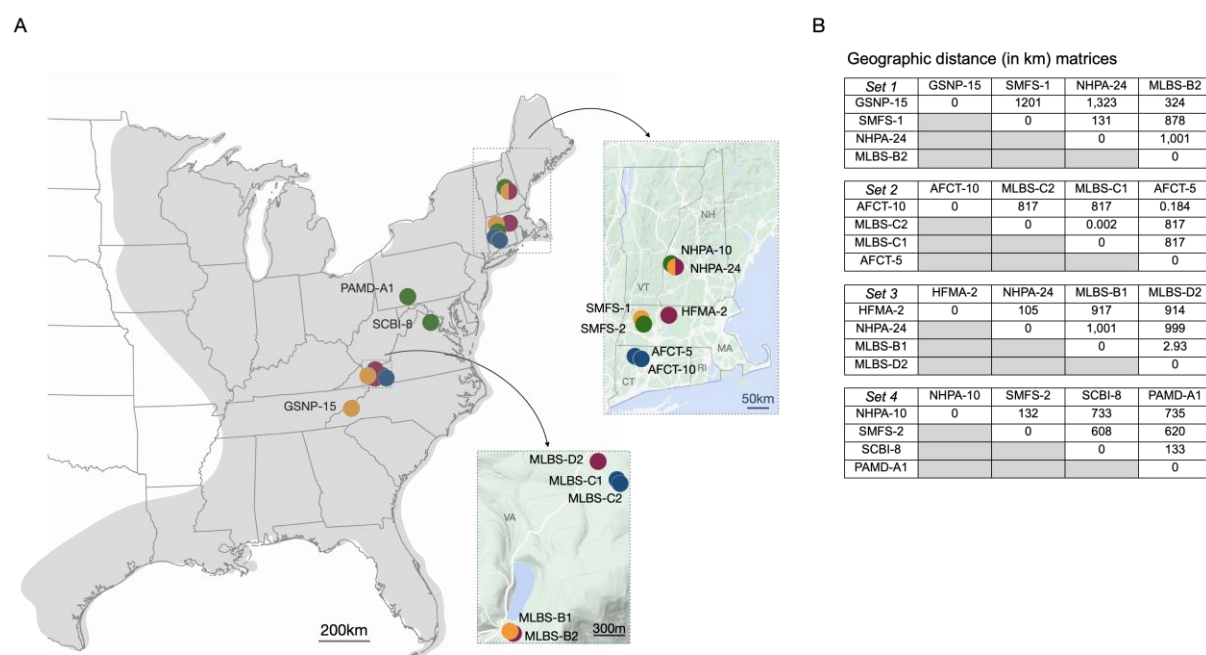 A
PAMD-A1
SCBI-8
GSNP-15
200km
NH
NHPA-10
NHPA-24
VT
SMFS-1
HFMA-2
SMFS-2
MA
AFCT-5
CT
RI
AFCT-10
50km
MLBS-D2
MLBS-C1
MLBS-C2
VA
MLBS-B1
MLBS-B2
300m
B
Geographic distance (in km) matrices
Set 1 GSNP-15 SMFS-1 NHPA-24 MLBS-B2
GSNP-15 0 1201 1,323 324
SMFS-1 0 131 878
NHPA-24 0 1,001
MLBS-B2 0
Set 2 AFCT-10 MLBS-C2 MLBS-C1 AFCT-5
AFCT-10 0 817 817 0.184
MLBS-C2 0 0.002 817
MLBS-C1 0 817
AFCT-5 0
Set 3 HFMA-2 NHPA-24 MLBS-B1 MLBS-D2
HFMA-2 0 105 917 914
NHPA-24 0 1,001 999
MLBS-B1 0 2.93
MLBS-D2 0
Set 4 NHPA-10 SMFS-2 SCBI-8 PAMD-A1
NHPA-10 0 132 733 735
SMFS-2 0 608 620
SCBI-8 0 133
PAMD-A1 0